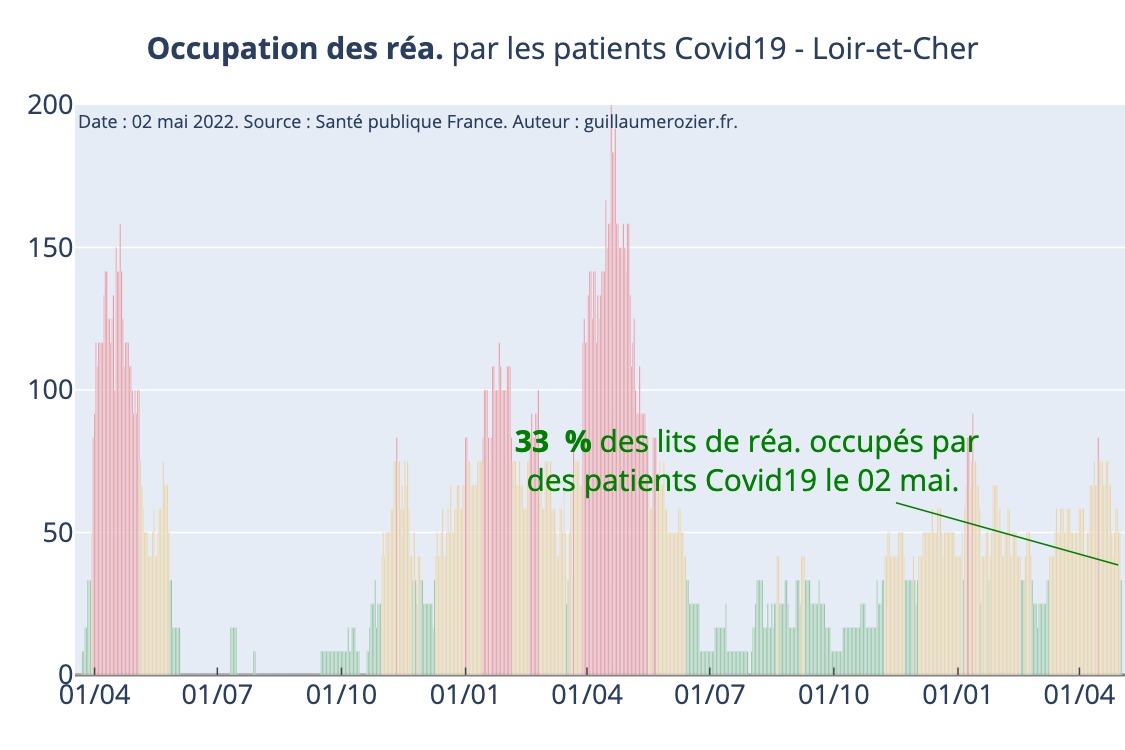 Occupation des réa. par les patients Covid19 - Loir-et-Cher
200
Date : 02 mai 2022. Source : Santé publique France. Auteur : guillaumerozier.fr.
150
100
33 % des lits de réa. occupés par
des patients Covid19 le 02 mai.
50
0
01/04 01/07 01/10 01/01 01/04 01/07 01/10 01/01 01/04